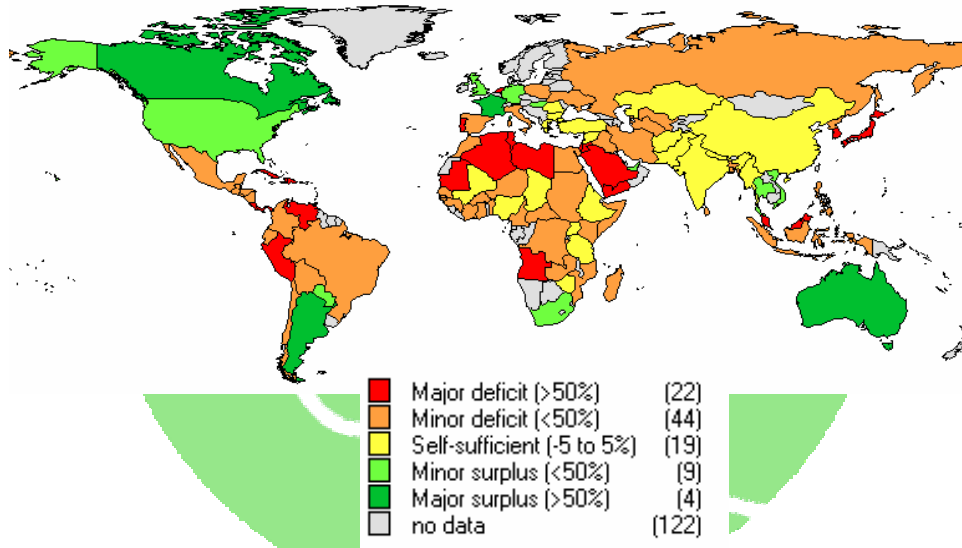 Major deficit (>50%) (22)
Minor deficit (<50%) (44)
Self-sufficient (-5 to 5%) (19)
Minor surplus (<50%) (9)
Major surplus (>50%) (4)
no data (122)